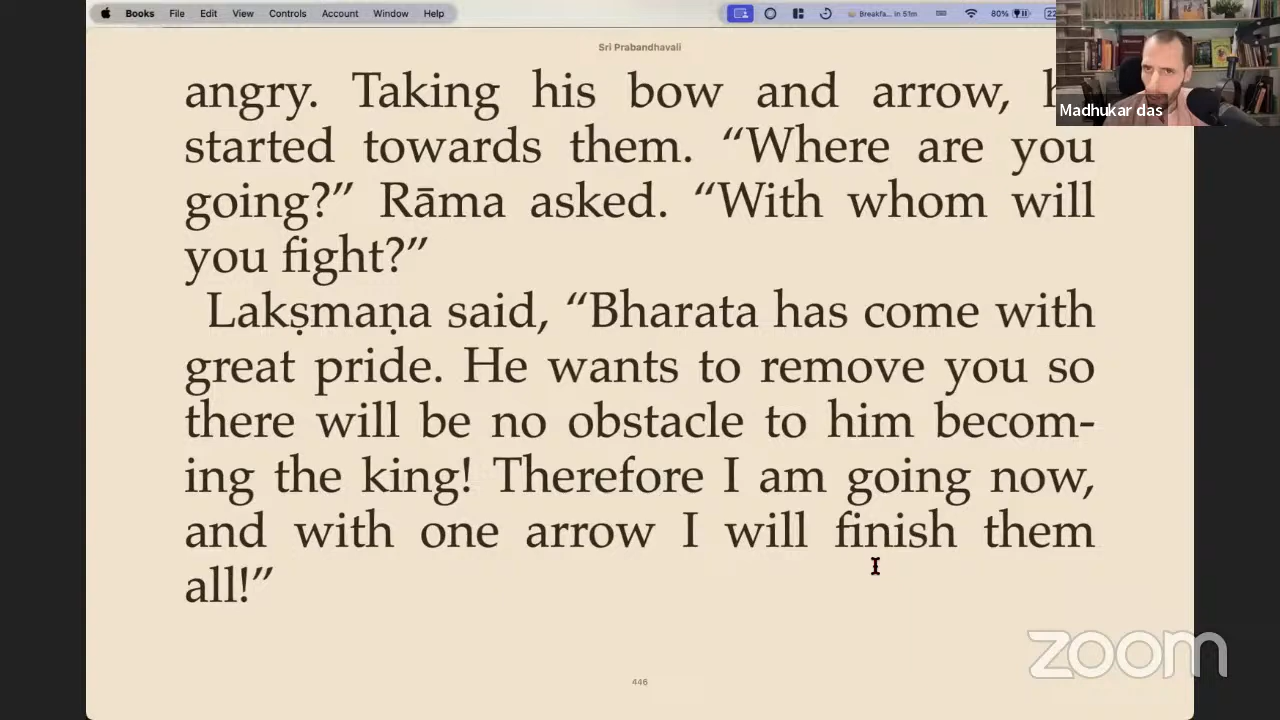 Books File Edit View Controls Account Window Help Breakfa... in 51m 80%
Sri Prabandhavali
Madhukar das
angry. Taking his bow and arrow,
started towards them. “Where are you
going?” Rāma asked. “With whom will
you fight?”
Lakṣmaṇa said, “Bharata has come with
great pride. He wants to remove you so
there will be no obstacle to him becom-
ing the king! Therefore I am going now,
and with one arrow I will finish them
all!”
zoom
446